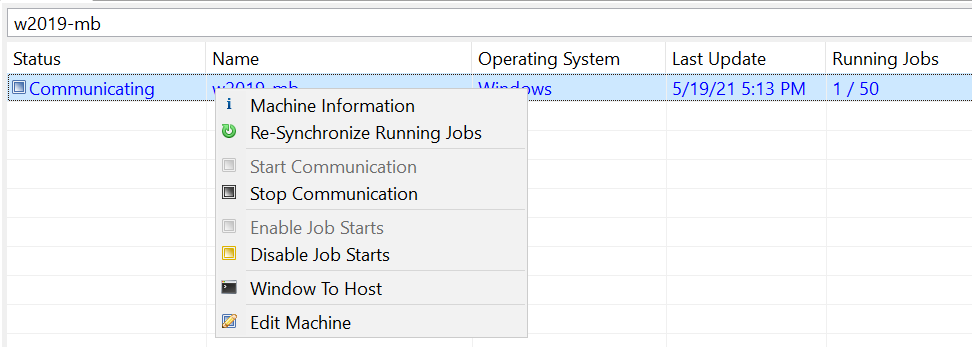 w2019-mb
Status Name Operating System Last Update Running Jobs
Communicating w2019-mb Windows 5/19/21 5:13 PM 1 / 50
Machine Information
Re-Synchronize Running Jobs
Start Communication
Stop Communication
Enable Job Starts
Disable Job Starts
Window To Host
Edit Machine